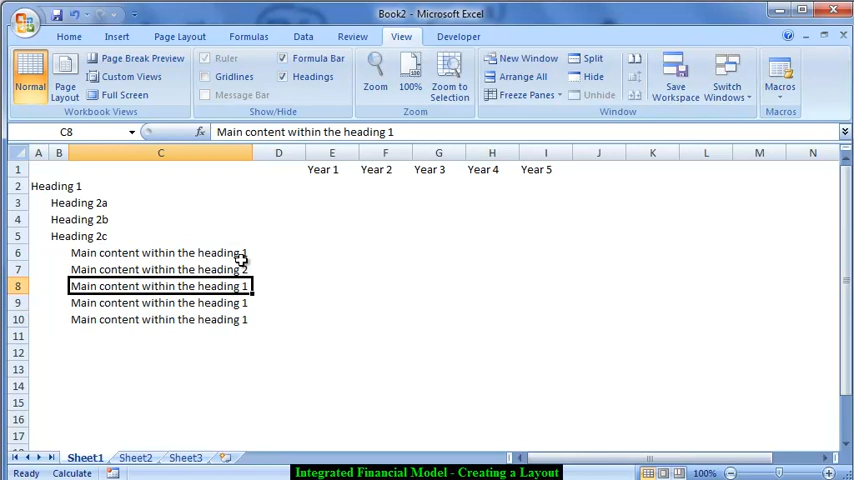 Book2 - Microsoft Excel
Home Insert Page Layout Formulas Data Review View Developer
Normal
Page Layout
Page Break Preview
Custom Views
Full Screen
Workbook Views
Ruler
Gridlines
Message Bar
Formula Bar
Headings
Show/Hide
Zoom
100%
Zoom to Selection
Zoom
New Window
Arrange All
Freeze Panes
Split
Hide
Unhide
Save Workspace
Switch Windows
Window
Macros
Macros
C8 fx Main content within the heading 1
A B C D E F G H I J K L M N
1 Year 1 Year 2 Year 3 Year 4 Year 5
2 Heading 1
3 Heading 2a
4 Heading 2b
5 Heading 2c
6 Main content within the heading 1
7 Main content within the heading 2
8 Main content within the heading 1
9 Main content within the heading 1
10 Main content within the heading 1
11
12
13
14
15
16
17
Sheet1 Sheet2 Sheet3
Ready Calculate Integrated Financial Model - Creating a Layout 100%